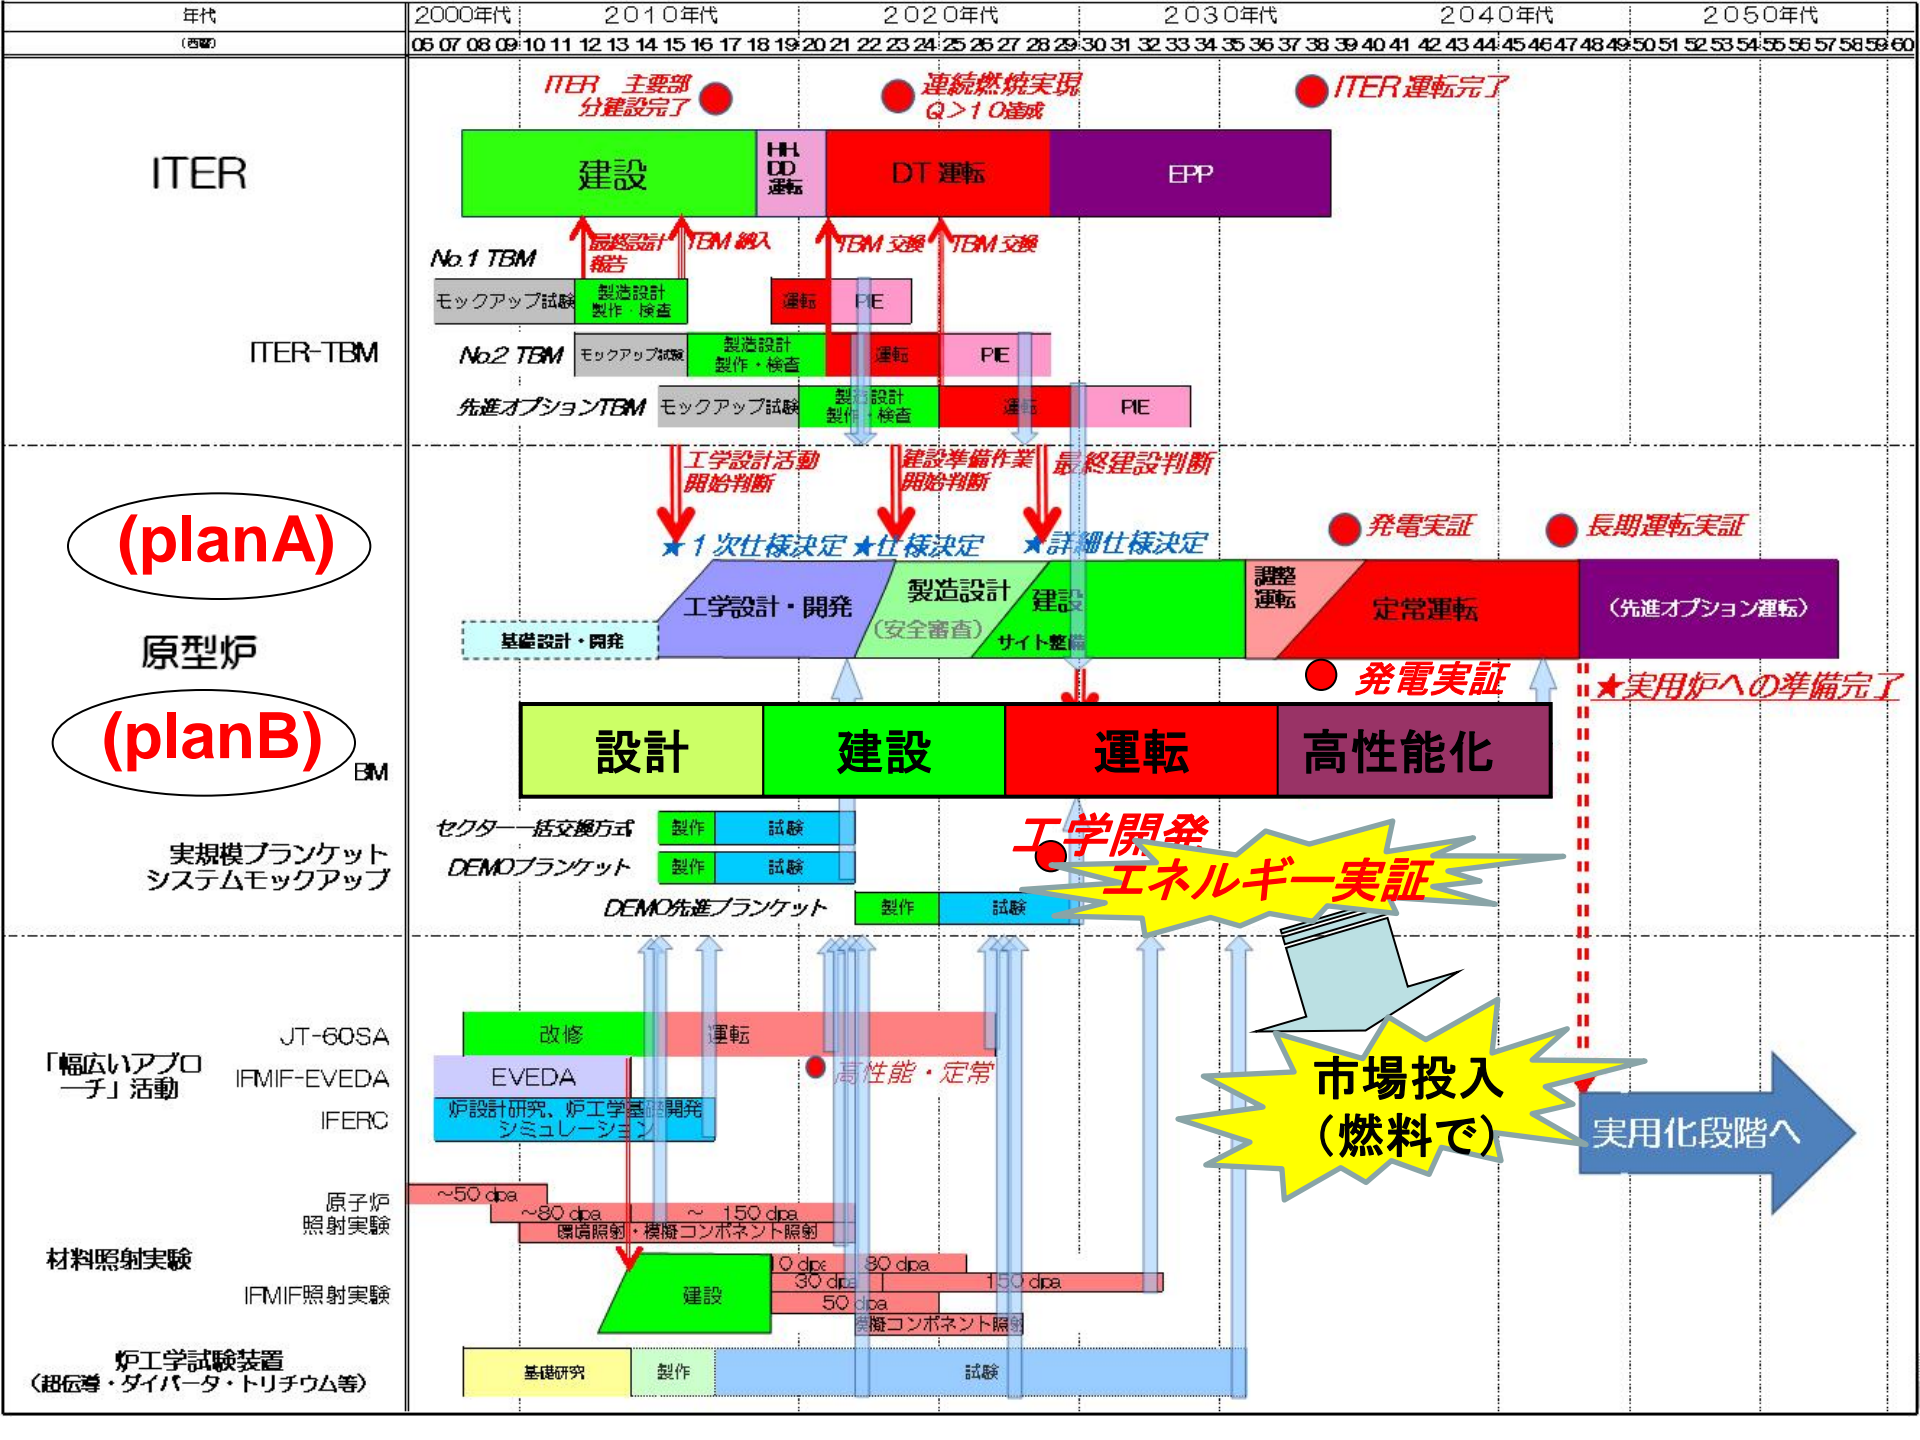 年代
2000年代
2010年代
2020年代
2030年代
2040年代
2050年代
(西暦)
06 07 08 09 10 11 12 13 14 15 16 17 18 19 20 21 22 23 24 25 26 27 28 29 30 31 32 33 34 35 36 37 38 39 40 41 42 43 44 45 46 47 48 49 50 51 52 53 54 55 56 57 58 59 60
ITER 主要部
分建設完了
連続燃焼実現
Q>10達成
ITER運転完了
ITER
建設
HH,
DD
運転
DT 運転
EPP
最終設計
報告
TBM 納入
TBM 交換
TBM 交換
No.1 TBM
モックアップ試験
製造設計
製作・検査
運転
PIE
ITER-TBM
No.2 TBM
モックアップ試験
製造設計
製作・検査
運転
PIE
先進オプションTBM
モックアップ試験
製造設計
製作・検査
運転
PIE
工学設計活動
開始判断
建設準備作業
開始判断
最終建設判断
(planA)
★1次仕様決定
★仕様決定
★詳細仕様決定
発電実証
長期運転実証
原型炉
基礎設計・開発
工学設計・開発
製造設計
(安全審査)
建設
サイト整備
調整
運転
定常運転
(先進オプション運転)
発電実証
★実用炉への準備完了
(planB)
BM
設計
建設
運転
高性能化
実規模ブランケット
システムモックアップ
セクター一括交換方式
製作
試験
DEMOブランケット
製作
試験
DEMO先進ブランケット
製作
試験
工学開発
エネルギー実証
市場投入
(燃料で)
実用化段階へ
「幅広いアプロ
ーチ」活動
JT-60SA
改修
運転
高性能・定常
IFMIF-EVEDA
EVEDA
IFERC
炉設計研究、炉工学基礎開発
シミュレーション
材料照射実験
原子炉
照射実験
~50 dpa
~80 dpa
~ 150 dpa
環境照射・模擬コンポネント照射
IFMIF照射実験
建設
10 dpa
80 dpa
30 dpa
150 dpa
50 dpa
模擬コンポネント照射
炉工学試験装置
(超伝導・ダイバータ・トリチウム等)
基礎研究
製作
試験